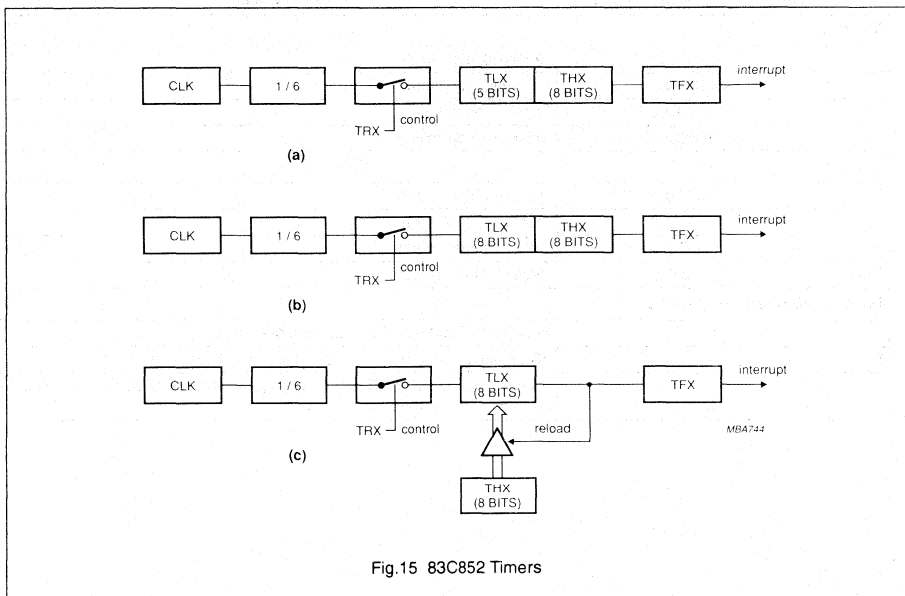 CLK 1 / 6 TLX (5 BITS) THX (8 BITS) TFX interrupt
TRX control
(a)
CLK 1 / 6 TLX (8 BITS) THX (8 BITS) TFX interrupt
TRX control
(b)
CLK 1 / 6 TLX (8 BITS) TFX interrupt
TRX control reload MBA744
(c)
THX (8 BITS)
Fig.15 83C852 Timers